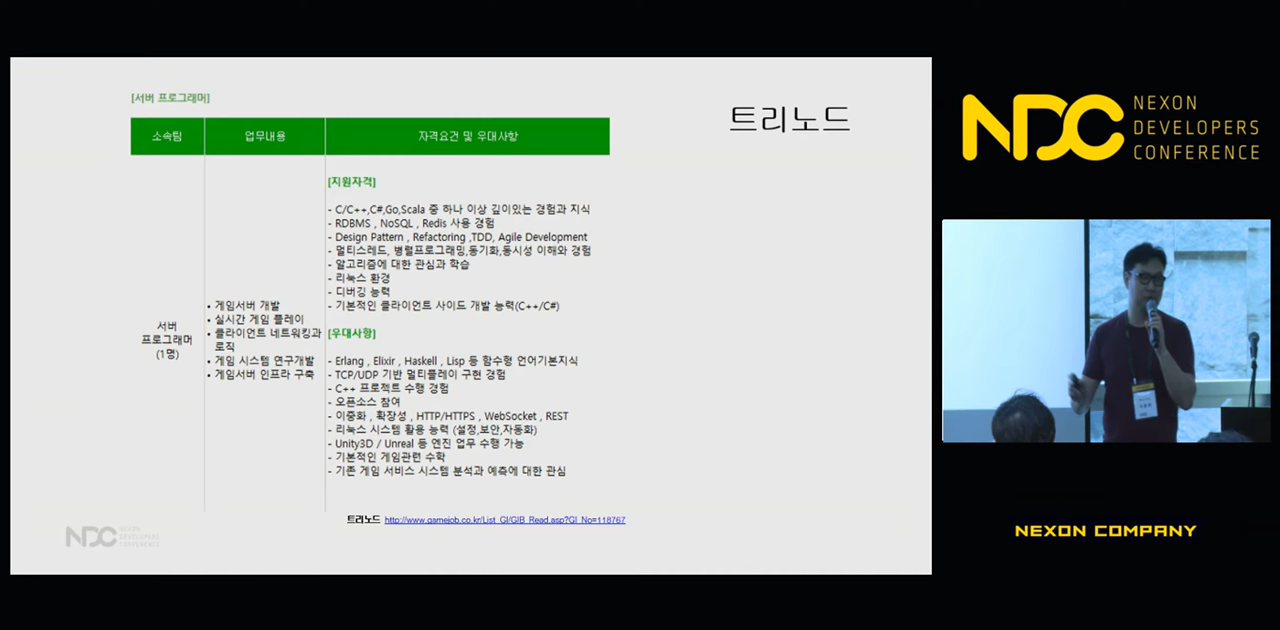 [서버 프로그래머]
트리노드
소속팀
업무내용
자격요건 및 우대사항
서버
프로그래머
(1명)
• 게임서버 개발
• 실시간 게임 플레이
• 클라이언트 네트워킹과
로직
• 게임 시스템 연구개발
• 게임서버 인프라 구축
[지원자격]
- C/C++,C#,Go,Scala 중 하나 이상 깊이있는 경험과 지식
- RDBMS , NoSQL , Redis 사용 경험
- Design Pattern , Refactoring ,TDD, Agile Development
- 멀티스레드, 병렬프로그래밍,동기화,동시성 이해와 경험
- 알고리즘에 대한 관심과 학습
- 리눅스 환경
- 디버깅 능력
- 기본적인 클라이언트 사이드 개발 능력(C++/C#)
[우대사항]
- Erlang , Elixir , Haskell , Lisp 등 함수형 언어기본지식
- TCP/UDP 기반 멀티플레이 구현 경험
- C++ 프로젝트 수행 경험
- 오픈소스 참여
- 이중화 , 확장성 , HTTP/HTTPS , WebSocket , REST
- 리눅스 시스템 활용 능력 (설정,보안,자동화)
- Unity3D / Unreal 등 엔진 업무 수행 가능
- 기본적인 게임관련 수학
- 기존 게임 서비스 시스템 분석과 예측에 대한 관심
트리노드 http://www.gamejob.co.kr/List_GI/GIB_Read.asp?GI_No=118767
NDC
NEXON
DEVELOPERS
CONFERENCE
NDC
NEXON
DEVELOPERS
CONFERENCE
NEXON COMPANY